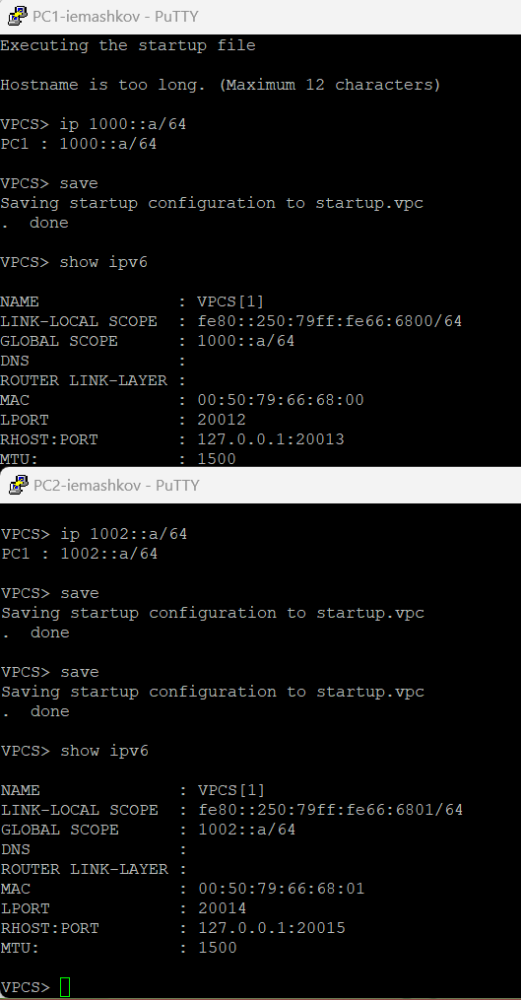 PC1-iemashkov - PuTTY
Executing the startup file
Hostname is too long. (Maximum 12 characters)
VPCS> ip 1000::a/64
PC1 : 1000::a/64
VPCS> save
Saving startup configuration to startup.vpc
.  done
VPCS> show ipv6
NAME              : VPCS[1]
LINK-LOCAL SCOPE  : fe80::250:79ff:fe66:6800/64
GLOBAL SCOPE      : 1000::a/64
DNS               :
ROUTER LINK-LAYER :
MAC               : 00:50:79:66:68:00
LPORT             : 20012
RHOST:PORT        : 127.0.0.1:20013
MTU:              : 1500
PC2-iemashkov - PuTTY
VPCS> ip 1002::a/64
PC1 : 1002::a/64
VPCS> save
Saving startup configuration to startup.vpc
.  done
VPCS> save
Saving startup configuration to startup.vpc
.  done
VPCS> show ipv6
NAME              : VPCS[1]
LINK-LOCAL SCOPE  : fe80::250:79ff:fe66:6801/64
GLOBAL SCOPE      : 1002::a/64
DNS               :
ROUTER LINK-LAYER :
MAC               : 00:50:79:66:68:01
LPORT             : 20014
RHOST:PORT        : 127.0.0.1:20015
MTU:              : 1500
VPCS>